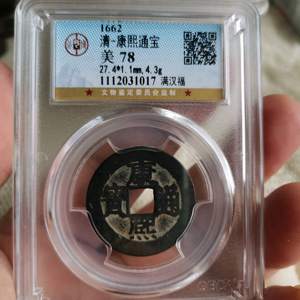 1662
清-康熙通宝
美 78
27.4*1.1mm, 4.3g
1112031017 满汉福
文物鉴定委员会监制
康熙通寳